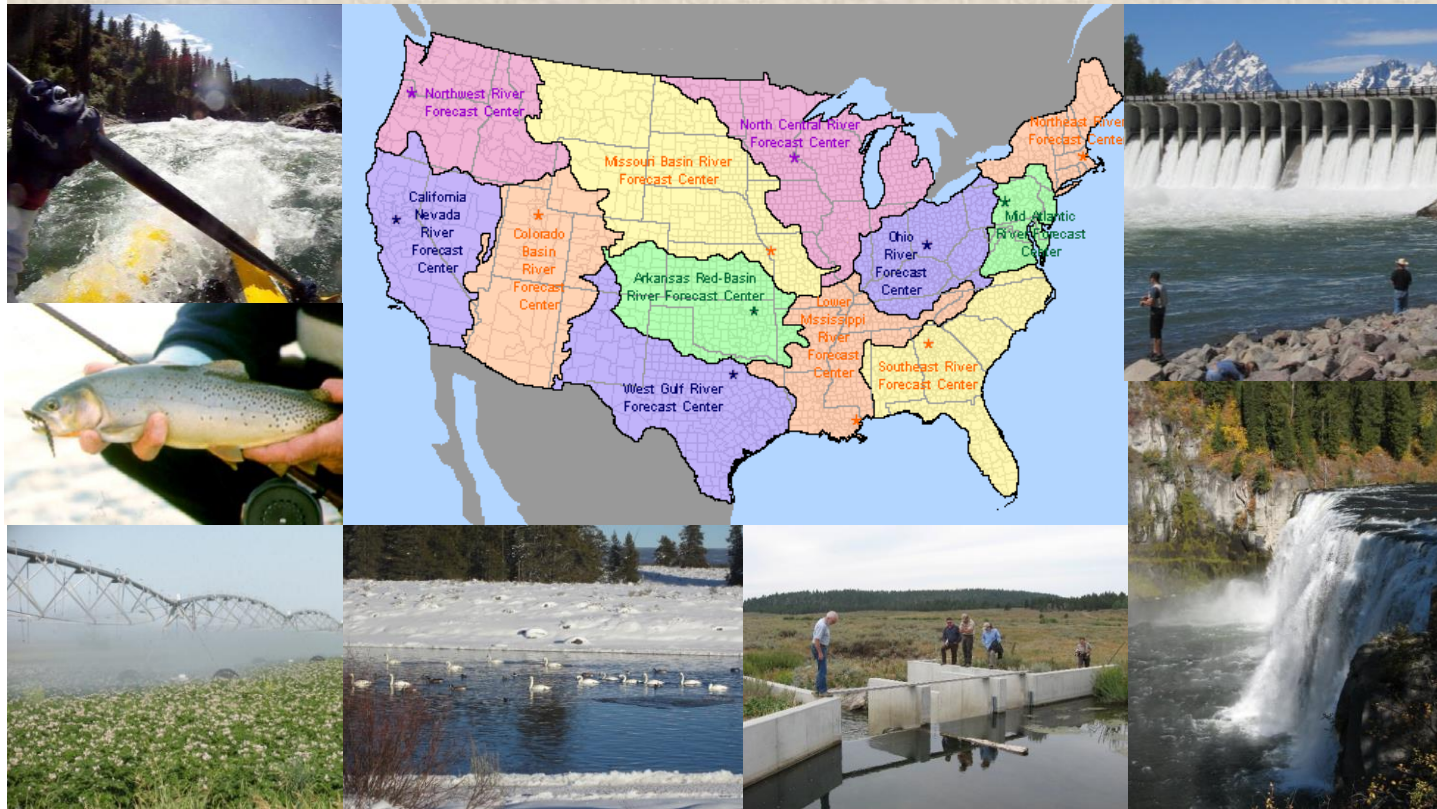 Northwest River
Forecast Center
North Central River
Forecast Center
Northeast River
Forecast Cente
Missouri Basin River
Forecast Center
California
Nevada
River
Forecast
Center
Colorado
Basin
River
Forecast
Center
Mid-Atlantic
River Forecast
Center
Ohio
River
Forecast
Center
Arkansas Red-Basin
River Forecast Center
Lower
Mssissippi
River
Forecast
Center
Southeast River
Forecast Center
West Gulf River
Forecast Center